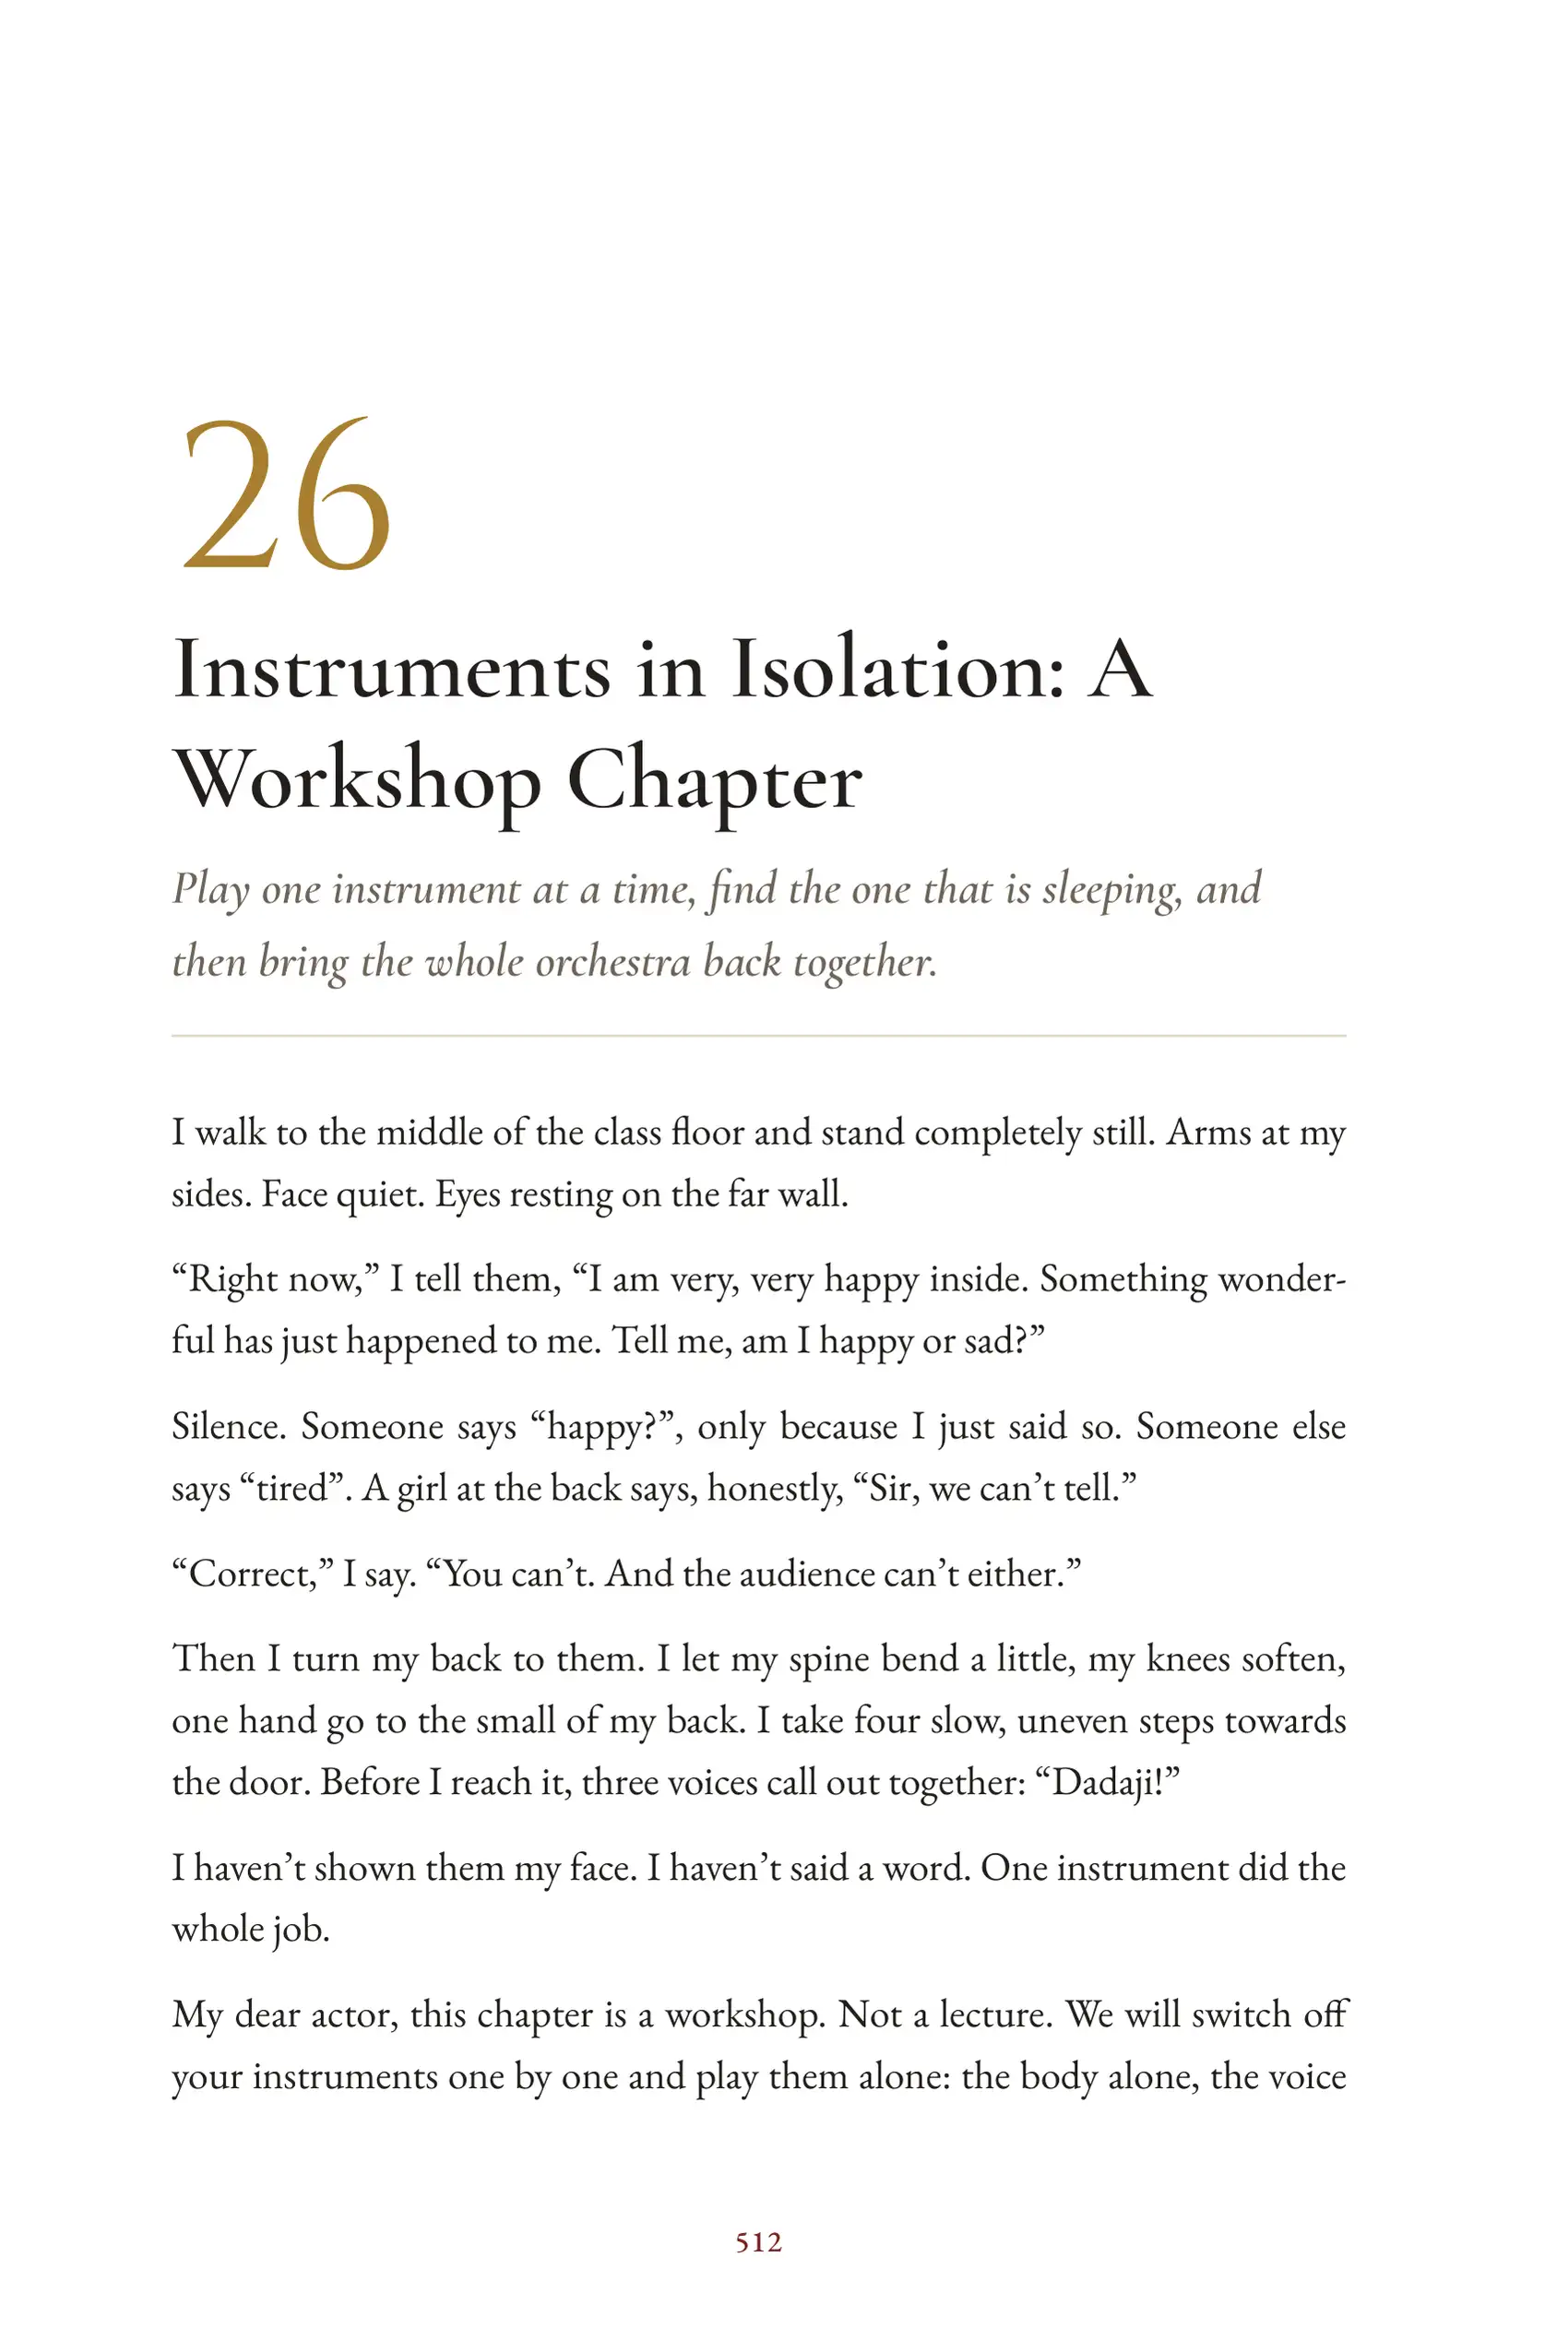 26
Instruments in Isolation: A
Workshop Chapter
Play one instrument at a time, find the one that is sleeping, and
then bring the whole orchestra back together.
I walk to the middle of the class floor and stand completely still. Arms at my
sides. Face quiet. Eyes resting on the far wall.
“Right now,” I tell them, “I am very, very happy inside. Something wonder-
ful has just happened to me. Tell me, am I happy or sad?”
Silence. Someone says “happy?”, only because I just said so. Someone else
says “tired”. A girl at the back says, honestly, “Sir, we can’t tell.”
“Correct,” I say. “You can’t. And the audience can’t either.”
Then I turn my back to them. I let my spine bend a little, my knees soften,
one hand go to the small of my back. I take four slow, uneven steps towards
the door. Before I reach it, three voices call out together: “Dadaji!”
I haven’t shown them my face. I haven’t said a word. One instrument did the
whole job.
My dear actor, this chapter is a workshop. Not a lecture. We will switch off
your instruments one by one and play them alone: the body alone, the voice
512